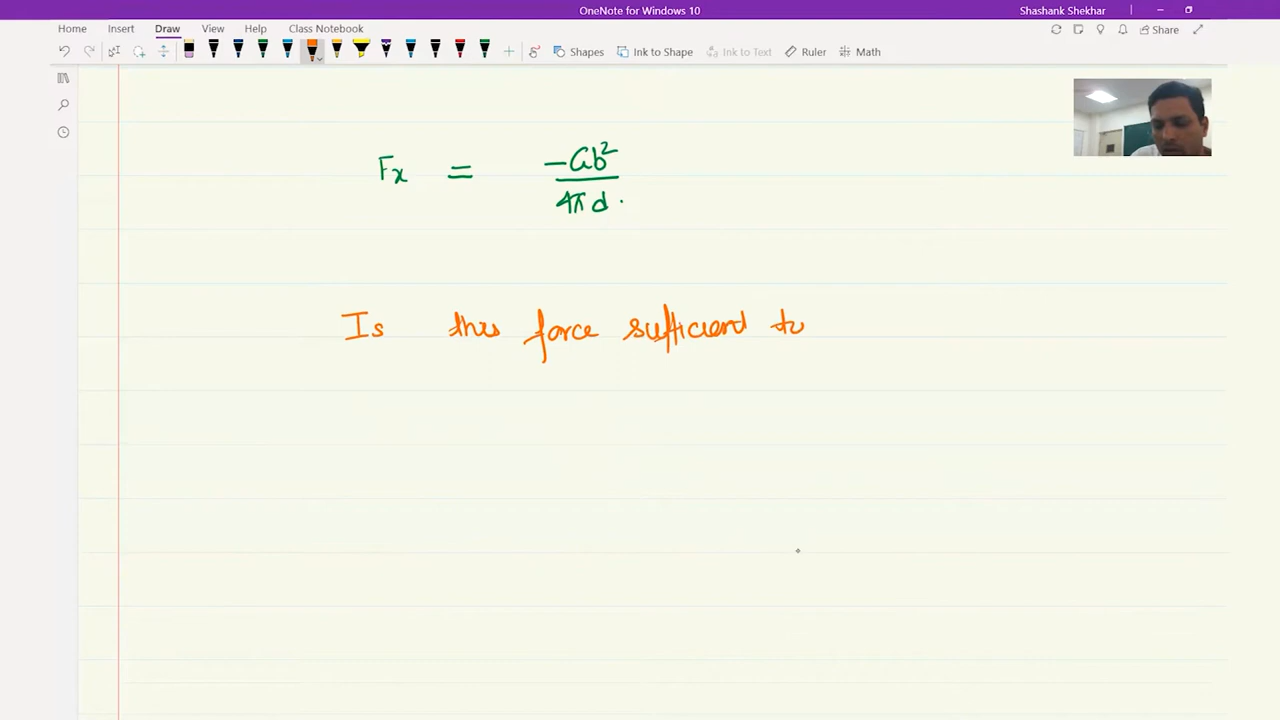 OneNote for Windows 10
Shashank Shekhar
Home Insert Draw View Help Class Notebook
Share
Shapes Ink to Shape Ink to Text Ruler Math
Fx = -Gb²/4πd.
Is this force sufficient to